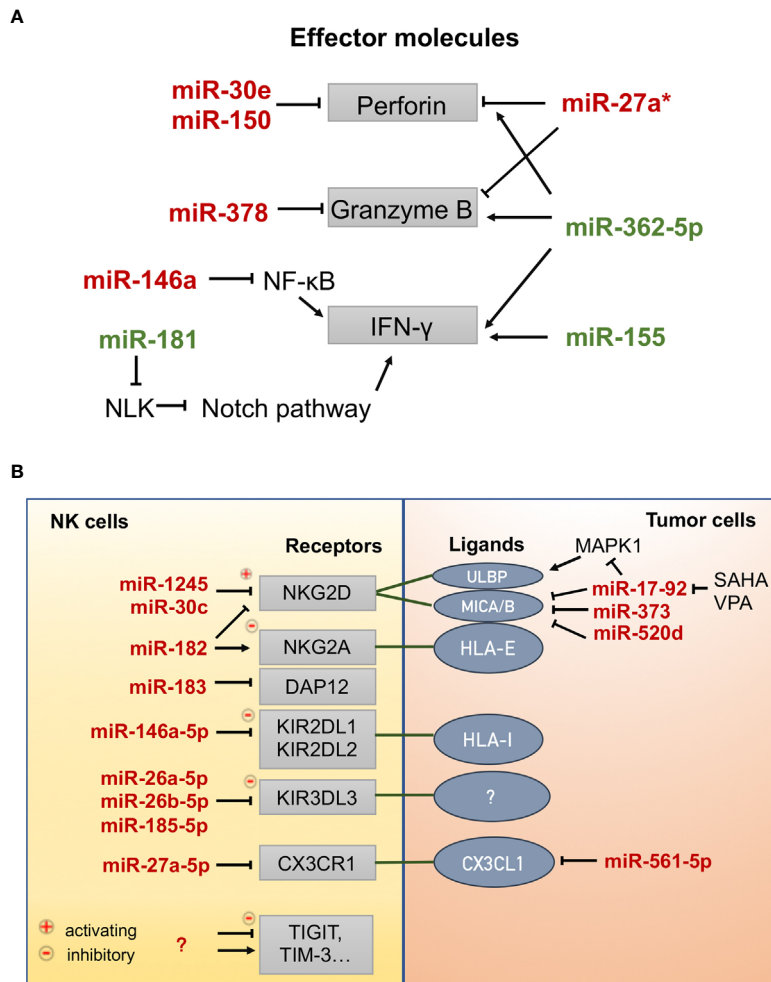 A
Effector molecules
miR-30e
miR-150
Perforin
miR-27a*
miR-378
Granzyme B
miR-362-5p
miR-146a
NF-κB
IFN-γ
miR-181
miR-155
NLK
Notch pathway
B
NK cells
Tumor cells
Receptors
Ligands
MAPK1
miR-1245
miR-30c
+
NKG2D
ULBP
MICA/B
miR-17-92
miR-373
miR-520d
SAHA
VPA
miR-182
-
NKG2A
HLA-E
miR-183
DAP12
miR-146a-5p
-
KIR2DL1
KIR2DL2
HLA-I
miR-26a-5p
miR-26b-5p
miR-185-5p
-
KIR3DL3
?
miR-27a-5p
CX3CR1
CX3CL1
miR-561-5p
+ activating
- inhibitory
?
-
TIGIT,
TIM-3...